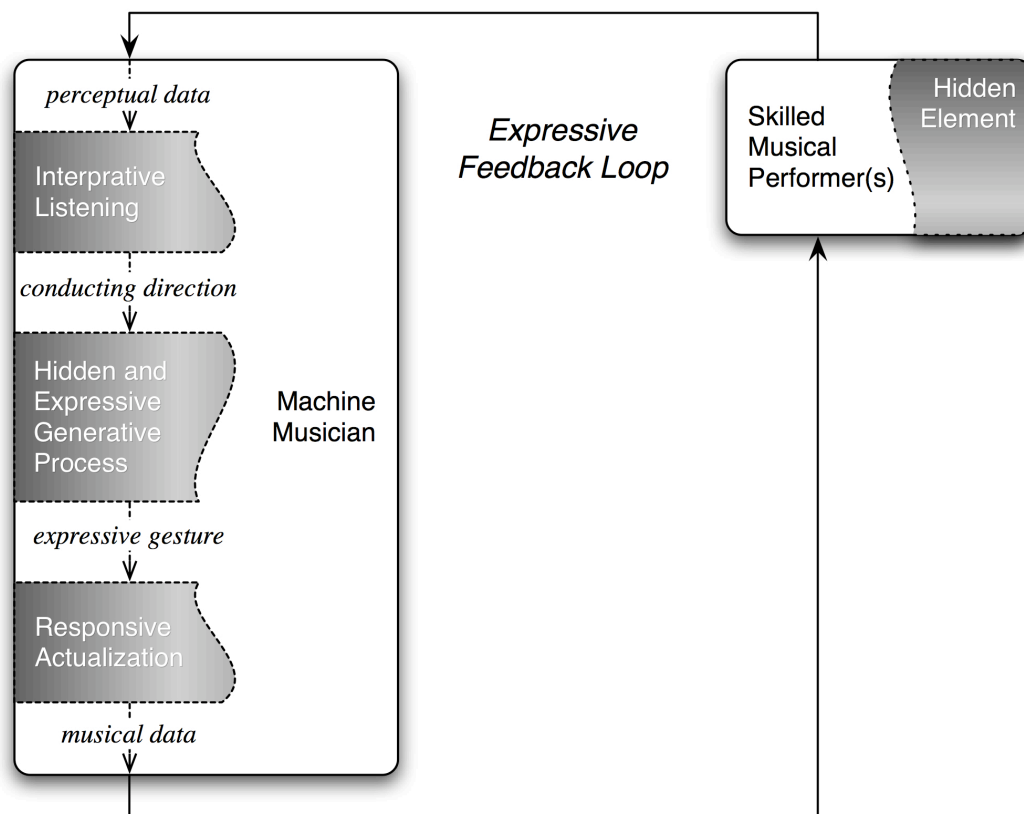 perceptual data
Interprative
Listening
conducting direction
Hidden and
Expressive
Generative
Process
expressive gesture
Responsive
Actualization
musical data
Machine
Musician
Expressive
Feedback Loop
Skilled
Musical
Performer(s)
Hidden
Element